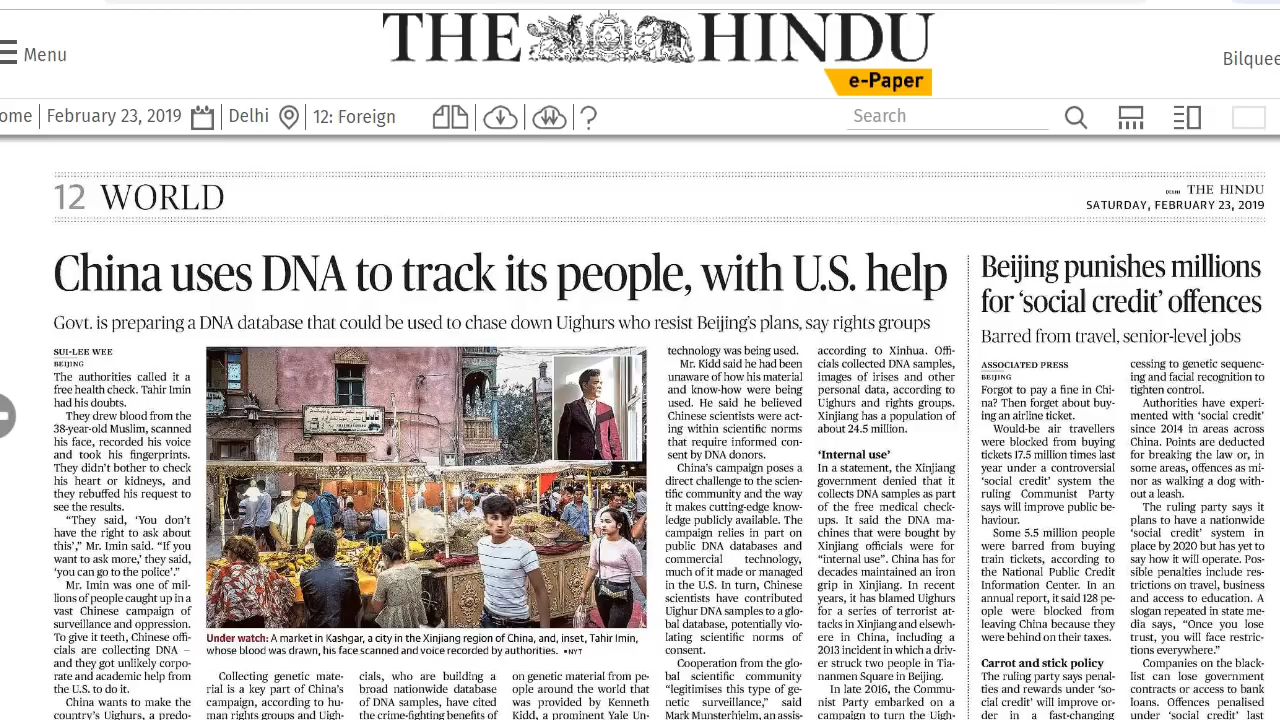 THE HINDU
e-Paper
Menu
Bilquee
ome
February 23, 2019
Delhi
12: Foreign
?
Search
12 WORLD
DELHI THE HINDU
SATURDAY, FEBRUARY 23, 2019
China uses DNA to track its people, with U.S. help
Govt. is preparing a DNA database that could be used to chase down Uighurs who resist Beijing's plans, say rights groups
SUI-LEE WEE
BEIJING
The authorities called it a
free health check. Tahir Imin
had his doubts.
They drew blood from the
38-year-old Muslim, scanned
his face, recorded his voice
and took his fingerprints.
They didn't bother to check
his heart or kidneys, and
they rebuffed his request to
see the results.
“They said, ‘You don't
have the right to ask about
this’,” Mr. Imin said. “If you
want to ask more,’ they said,
‘you can go to the police’.”
Mr. Imin was one of mil-
lions of people caught up in a
vast Chinese campaign of
surveillance and oppression.
To give it teeth, Chinese offi-
cials are collecting DNA –
and they got unlikely corpo-
rate and academic help from
the U.S. to do it.
China wants to make the
country's Uighurs, a predo-
Under watch: A market in Kashgar, a city in the Xinjiang region of China, and, inset, Tahir Imin,
whose blood was drawn, his face scanned and voice recorded by authorities. ▪NYT
Collecting genetic mate-
rial is a key part of China's
campaign, according to hu-
man rights groups and Uigh-
cials, who are building a
broad nationwide database
of DNA samples, have cited
the crime-fighting benefits of
on genetic material from pe-
ople around the world that
was provided by Kenneth
Kidd, a prominent Yale Un-
technology was being used.
Mr. Kidd said he had been
unaware of how his material
and know-how were being
used. He said he believed
Chinese scientists were act-
ing within scientific norms
that require informed con-
sent by DNA donors.
China's campaign poses a
direct challenge to the scien-
tific community and the way
it makes cutting-edge know-
ledge publicly available. The
campaign relies in part on
public DNA databases and
commercial technology,
much of it made or managed
in the U.S. In turn, Chinese
scientists have contributed
Uighur DNA samples to a glo-
bal database, potentially vio-
lating scientific norms of
consent.
Cooperation from the glo-
bal scientific community
“legitimises this type of ge-
netic surveillance,” said
Mark Munsterhjelm, an assis-
according to Xinhua. Offi-
cials collected DNA samples,
images of irises and other
personal data, according to
Uighurs and rights groups.
Xinjiang has a population of
about 24.5 million.
‘Internal use’
In a statement, the Xinjiang
government denied that it
collects DNA samples as part
of the free medical check-
ups. It said the DNA ma-
chines that were bought by
Xinjiang officials were for
“internal use”. China has for
decades maintained an iron
grip in Xinjiang. In recent
years, it has blamed Uighurs
for a series of terrorist at-
tacks in Xinjiang and elsewh-
ere in China, including a
2013 incident in which a driv-
er struck two people in Tia-
nanmen Square in Beijing.
In late 2016, the Commu-
nist Party embarked on a
campaign to turn the Uigh-
Beijing punishes millions
for ‘social credit’ offences
Barred from travel, senior-level jobs
ASSOCIATED PRESS
BEIJING
Forgot to pay a fine in Chi-
na? Then forget about buy-
ing an airline ticket.
Would-be air travellers
were blocked from buying
tickets 17.5 million times last
year under a controversial
‘social credit’ system the
ruling Communist Party
says will improve public be-
haviour.
Some 5.5 million people
were barred from buying
train tickets, according to
the National Public Credit
Information Center. In an
annual report, it said 128 pe-
ople were blocked from
leaving China because they
were behind on their taxes.
Carrot and stick policy
The ruling party says penal-
ties and rewards under ‘so-
cial credit’ will improve or-
der in a fast-changing
cessing to genetic sequenc-
ing and facial recognition to
tighten control.
Authorities have experi-
mented with ‘social credit’
since 2014 in areas across
China. Points are deducted
for breaking the law or, in
some areas, offences as mi-
nor as walking a dog with-
out a leash.
The ruling party says it
plans to have a nationwide
‘social credit’ system in
place by 2020 but has yet to
say how it will operate. Pos-
sible penalties include res-
trictions on travel, business
and access to education. A
slogan repeated in state me-
dia says, “Once you lose
trust, you will face restric-
tions everywhere.”
Companies on the black-
list can lose government
contracts or access to bank
loans. Offences penalised
under ‘social credit’ last